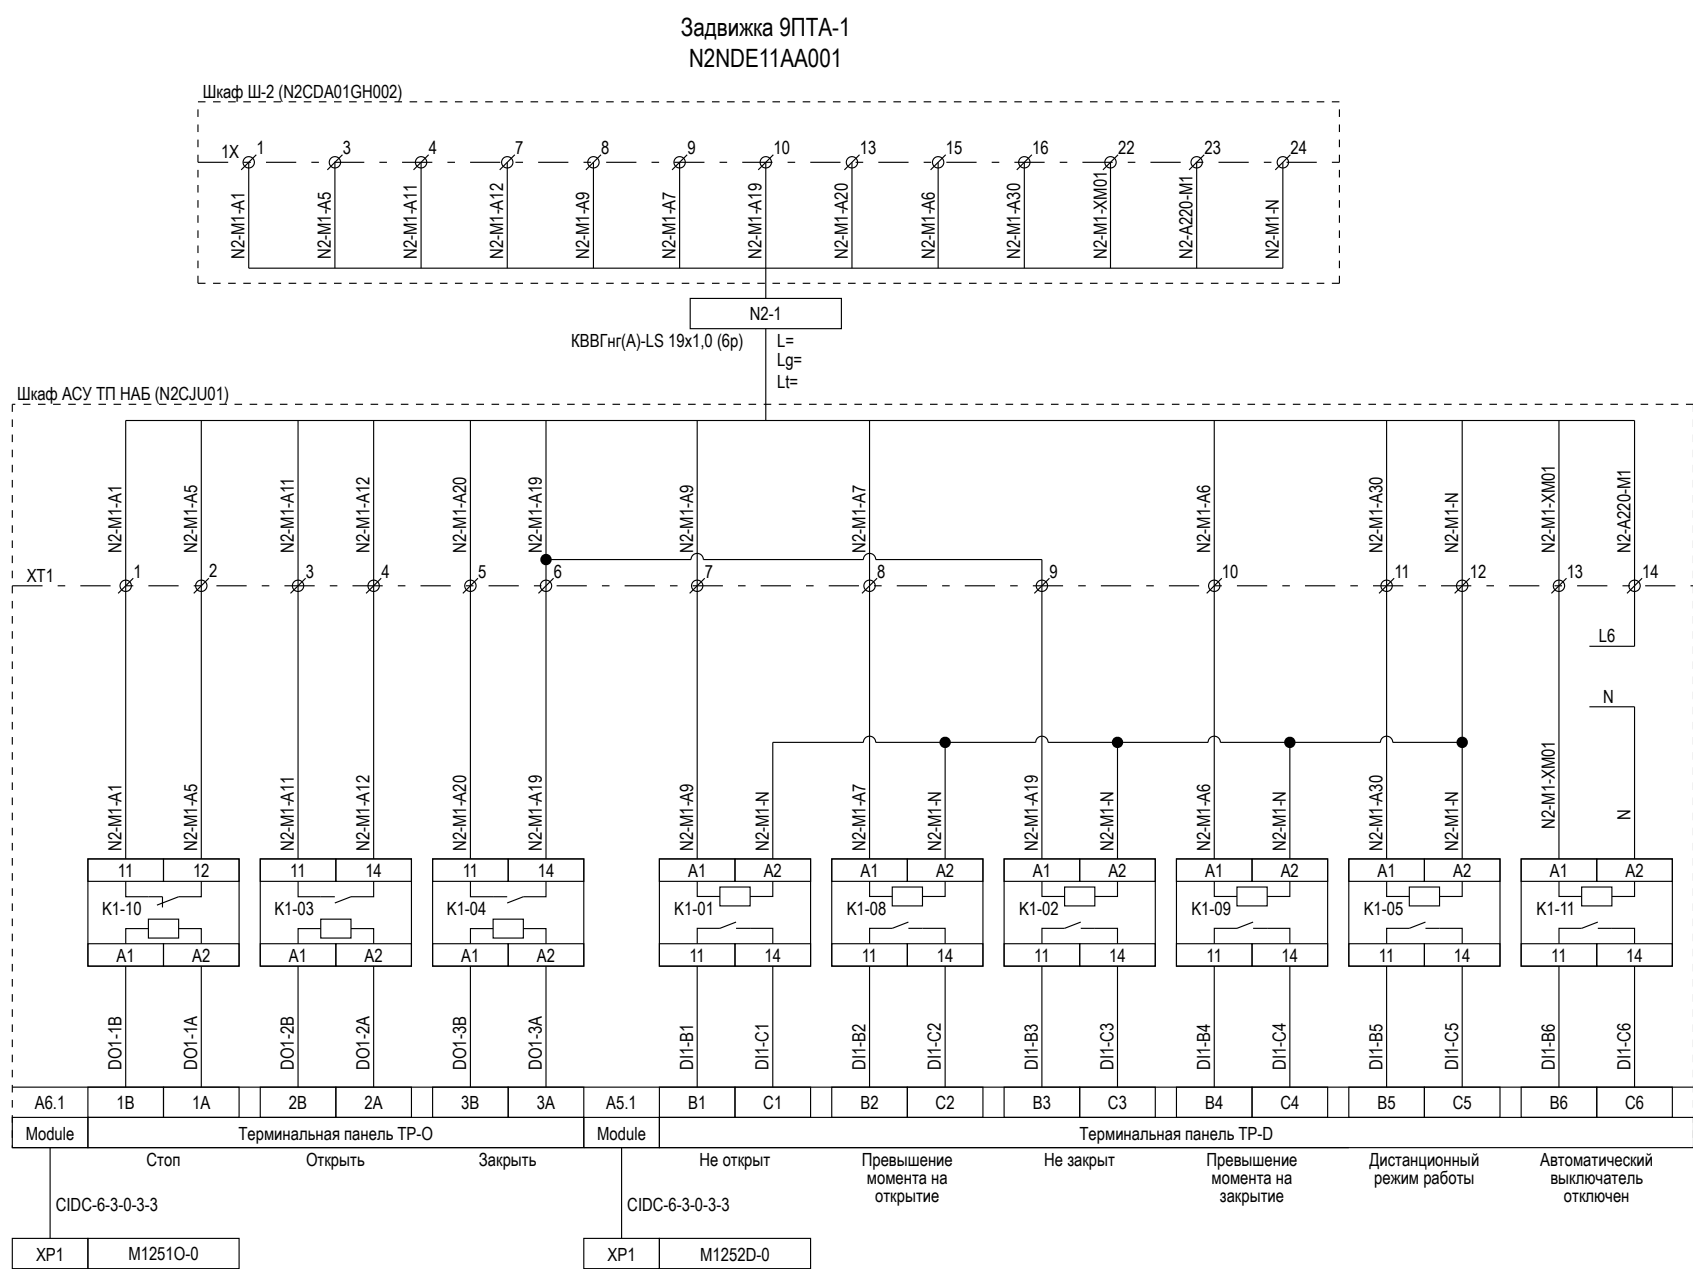 Задвижка 9ПТА-1
N2NDE11AA001
Шкаф Ш-2 (N2CDA01GH002)
1X 1 3 4 7 8 9 10 13 15 16 22 23 24
N2-M1-A1 N2-M1-A5 N2-M1-A11 N2-M1-A12 N2-M1-A9 N2-M1-A7 N2-M1-A19 N2-M1-A20 N2-M1-A6 N2-M1-A30 N2-M1-XM01 N2-A220-M1 N2-M1-N
N2-1
КВВГнг(А)-LS 19x1,0 (6р) L=
Lg=
Lt=
Шкаф АСУ ТП НАБ (N2CJU01)
N2-M1-A1 N2-M1-A5 N2-M1-A11 N2-M1-A12 N2-M1-A20 N2-M1-A19 N2-M1-A9 N2-M1-A7 N2-M1-A6 N2-M1-A30 N2-M1-N N2-M1-XM01 N2-A220-M1
XT1 1 2 3 4 5 6 7 8 9 10 11 12 13 14
L6
N
N2-M1-A1 N2-M1-A5 N2-M1-A11 N2-M1-A12 N2-M1-A20 N2-M1-A19 N2-M1-A9 N2-M1-N N2-M1-A7 N2-M1-N N2-M1-A19 N2-M1-N N2-M1-A6 N2-M1-N N2-M1-A30 N2-M1-N N2-M1-XM01 N
11 12 11 14 11 14 A1 A2 A1 A2 A1 A2 A1 A2 A1 A2 A1 A2
K1-10 K1-03 K1-04 K1-01 K1-08 K1-02 K1-09 K1-05 K1-11
A1 A2 A1 A2 A1 A2 11 14 11 14 11 14 11 14 11 14 11 14
DO1-1B DO1-1A DO1-2B DO1-2A DO1-3B DO1-3A DI1-B1 DI1-C1 DI1-B2 DI1-C2 DI1-B3 DI1-C3 DI1-B4 DI1-C4 DI1-B5 DI1-C5 DI1-B6 DI1-C6
A6.1 1B 1A 2B 2A 3B 3A A5.1 B1 C1 B2 C2 B3 C3 B4 C4 B5 C5 B6 C6
Module Терминальная панель TP-O Module Терминальная панель TP-D
Стоп Открыть Закрыть Не открыт Превышение Не закрыт Превышение Дистанционный Автоматический
момента на момента на режим работы выключатель
открытие закрытие отключен
CIDC-6-3-0-3-3 CIDC-6-3-0-3-3
XP1 M1251O-0 XP1 M1252D-0